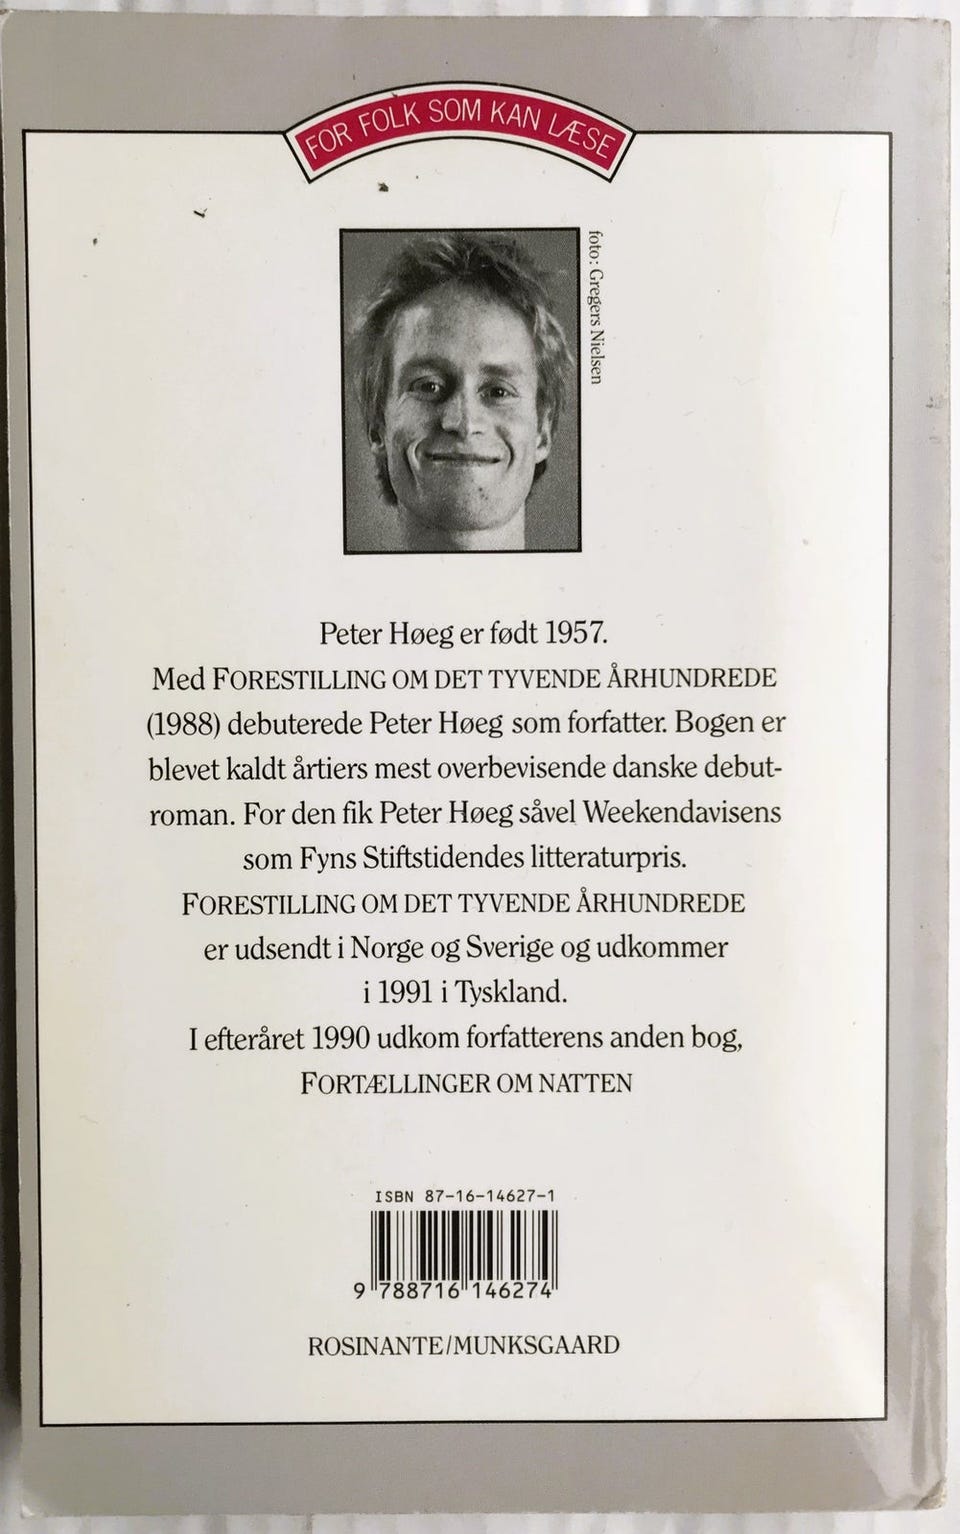 FOR FOLK SOM KAN LÆSE
foto: Gregers Nielsen
Peter Høeg er født 1957.
Med FORESTILLING OM DET TYVENDE ÅRHUNDREDE
(1988) debuterede Peter Høeg som forfatter. Bogen er
blevet kaldt årtiers mest overbevisende danske debut-
roman. For den fik Peter Høeg såvel Weekendavisens
som Fyns Stiftstidendes litteraturpris.
FORESTILLING OM DET TYVENDE ÅRHUNDREDE
er udsendt i Norge og Sverige og udkommer
i 1991 i Tyskland.
I efteråret 1990 udkom forfatterens anden bog,
FORTÆLLINGER OM NATTEN
ISBN 87-16-14627-1
9 788716 146274
ROSINANTE/MUNKSGAARD